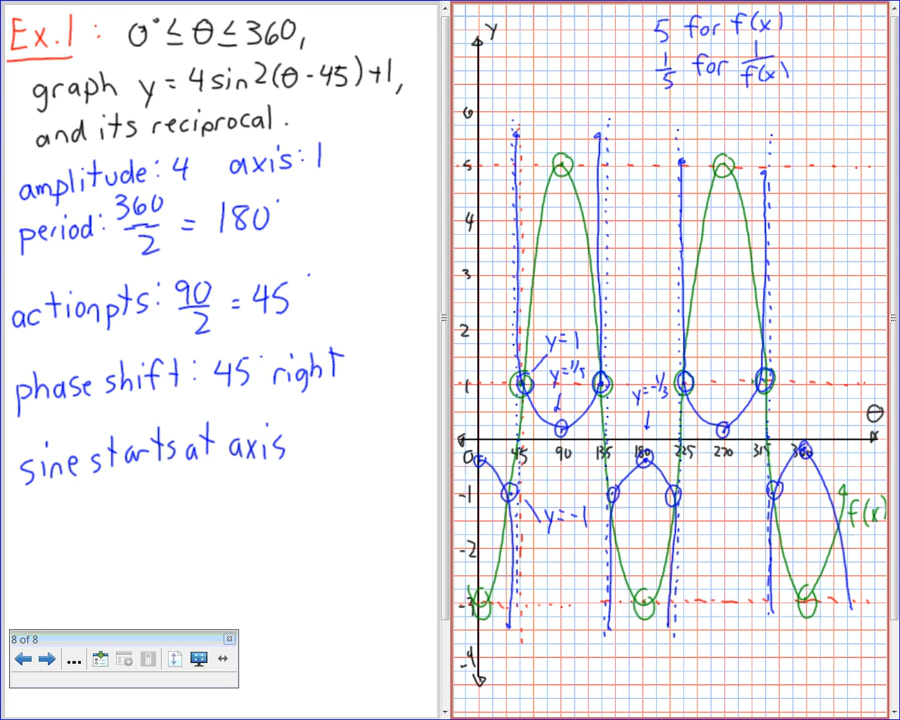 Ex.1 : 0° ≤ θ ≤ 360,
graph y = 4 sin 2(θ - 45) + 1,
and its reciprocal.
amplitude: 4 axis: 1
period: 360/2 = 180°
action pts: 90/2 = 45°
phase shift: 45° right
sine starts at axis
8 of 8
5 for f(x)
1/5 for 1/f(x)
y
6
5
4
3
2
1
0
-1
-2
-3
-4
45 90 135 180 225 270 315 360
θ
x
y=1
y=1/5
y=-1/3
y=-1
f(x)